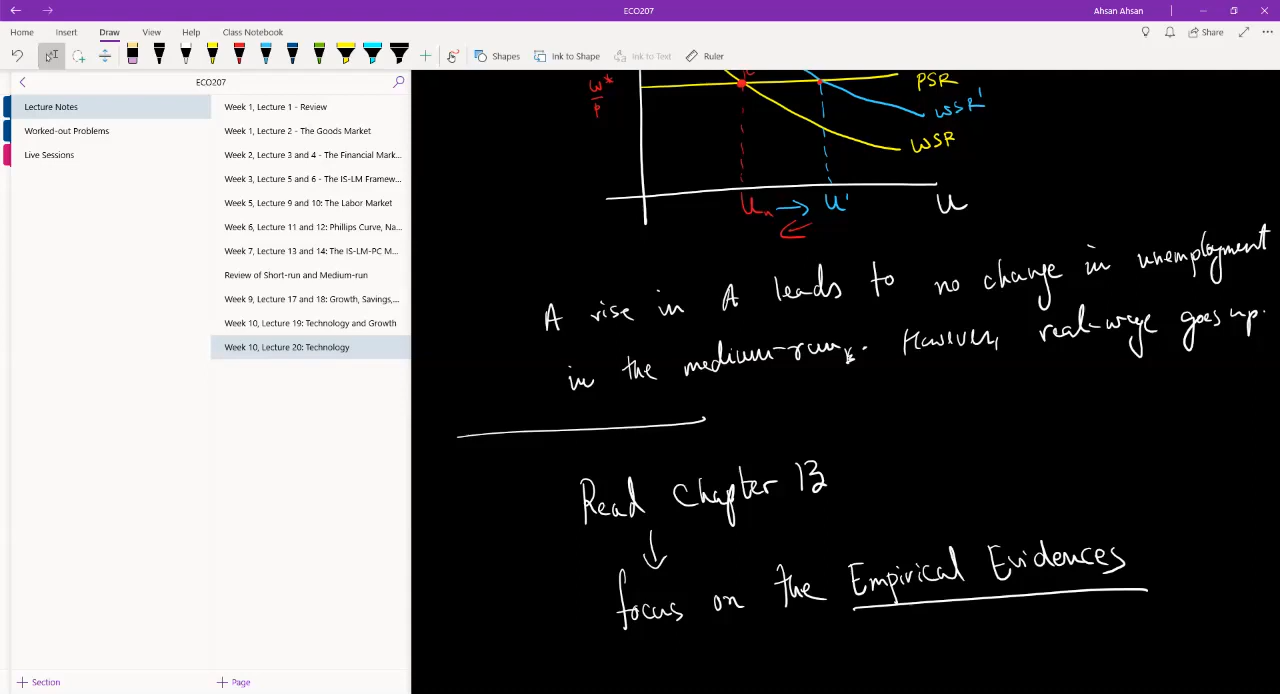 ECO207
Ahsan Ahsan
Home Insert Draw View Help Class Notebook
Share
Shapes Ink to Shape Ink to Text Ruler
ECO207
Lecture Notes
Worked-out Problems
Live Sessions
Week 1, Lecture 1 - Review
Week 1, Lecture 2 - The Goods Market
Week 2, Lecture 3 and 4 - The Financial Mark...
Week 3, Lecture 5 and 6 - The IS-LM Framew...
Week 5, Lecture 9 and 10: The Labor Market
Week 6, Lecture 11 and 12: Phillips Curve, Na...
Week 7, Lecture 13 and 14: The IS-LM-PC M...
Review of Short-run and Medium-run
Week 9, Lecture 17 and 18: Growth, Savings,...
Week 10, Lecture 19: Technology and Growth
Week 10, Lecture 20: Technology
W*
P
PSR
WSR'
WSR
Un → U' U
A rise in A leads to no change in unemployment
in the medium-run. However, real-wage goes up.
Read Chapter 13
↓
focus on the Empirical Evidences
+ Section
+ Page